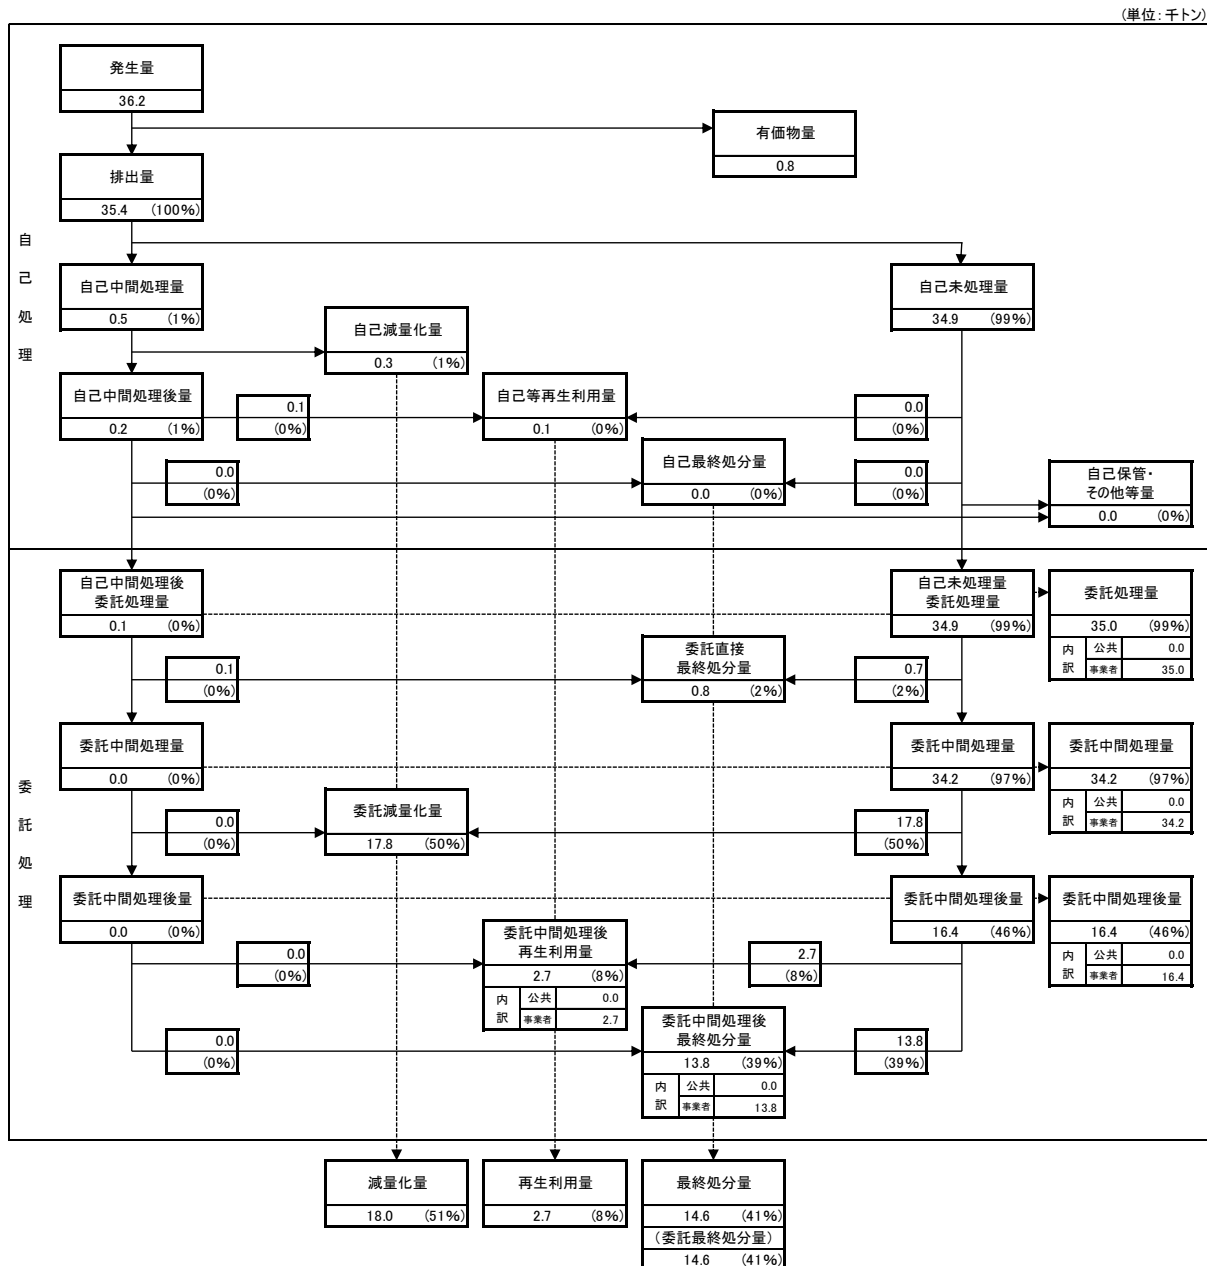 (単位:千トン)
発生量
36.2
有価物量
0.8
排出量
35.4 (100%)
自己処理
自己中間処理量
0.5 (1%)
自己未処理量
34.9 (99%)
自己減量化量
0.3 (1%)
自己中間処理後量
0.2 (1%)
0.1
(0%)
自己等再生利用量
0.1 (0%)
0.0
(0%)
0.0
(0%)
自己最終処分量
0.0 (0%)
0.0
(0%)
自己保管・
その他等量
0.0 (0%)
委託処理
自己中間処理後
委託処理量
0.1 (0%)
自己未処理量
委託処理量
34.9 (99%)
委託処理量
35.0 (99%)
内訳 公共 0.0
事業者 35.0
0.1
(0%)
委託直接
最終処分量
0.8 (2%)
0.7
(2%)
委託中間処理量
0.0 (0%)
委託中間処理量
34.2 (97%)
委託中間処理量
34.2 (97%)
内訳 公共 0.0
事業者 34.2
0.0
(0%)
委託減量化量
17.8 (50%)
17.8
(50%)
委託中間処理後量
0.0 (0%)
委託中間処理後量
16.4 (46%)
委託中間処理後量
16.4 (46%)
内訳 公共 0.0
事業者 16.4
0.0
(0%)
委託中間処理後
再生利用量
2.7 (8%)
内訳 公共 0.0
事業者 2.7
2.7
(8%)
0.0
(0%)
委託中間処理後
最終処分量
13.8 (39%)
内訳 公共 0.0
事業者 13.8
13.8
(39%)
減量化量
18.0 (51%)
再生利用量
2.7 (8%)
最終処分量
14.6 (41%)
(委託最終処分量)
14.6 (41%)